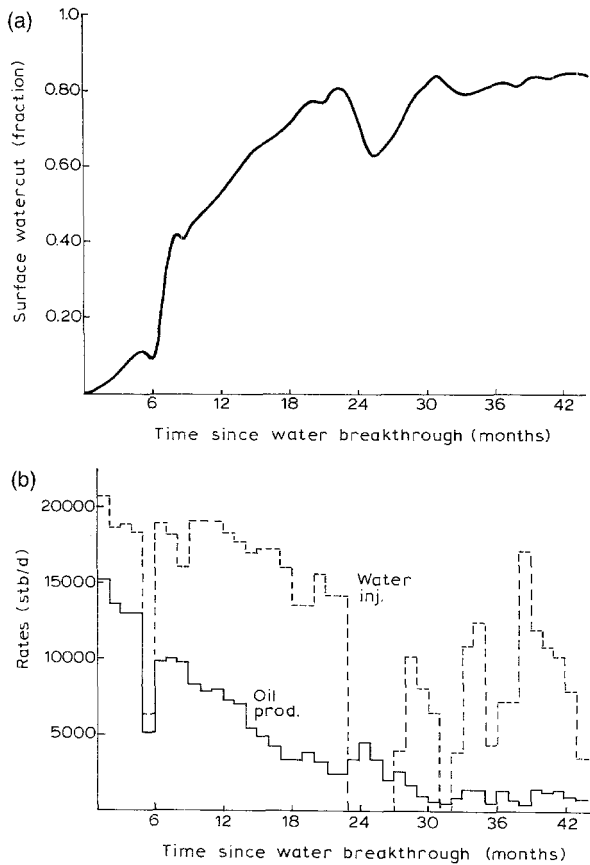 (a)
1.0
0.80
0.60
0.40
0.20
Surface watercut (fraction)
6 12 18 24 30 36 42
Time since water breakthrough (months)
(b)
20000
15000
10000
5000
Rates (stb/d)
Water
inj.
Oil
prod.
6 12 18 24 30 36 42
Time since water breakthrough (months)